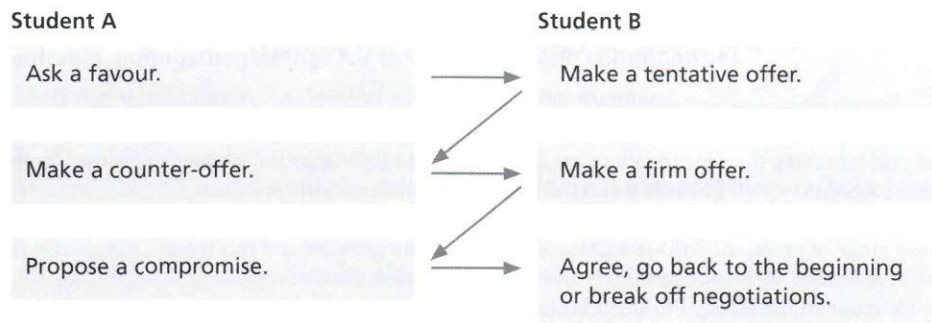 Student A
Student B
Ask a favour.
Make a tentative offer.
Make a counter-offer.
Make a firm offer.
Propose a compromise.
Agree, go back to the beginning
or break off negotiations.